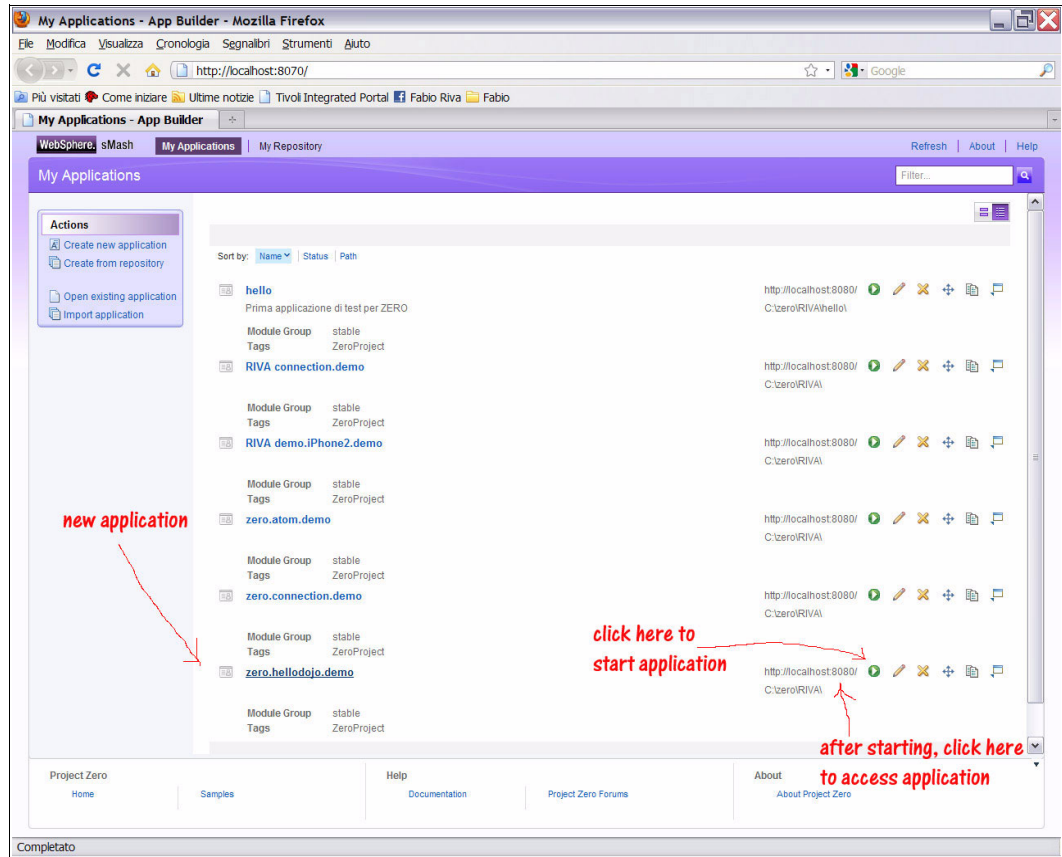 My Applications - App Builder - Mozilla Firefox
File Modifica Visualizza Cronologia Segnalibri Strumenti Aiuto
http://localhost:8070/ Google
Più visitati Come iniziare Ultime notizie Tivoli Integrated Portal Fabio Riva Fabio
My Applications - App Builder
WebSphere. sMash My Applications | My Repository Refresh | About | Help
My Applications Filter...
Actions
Create new application
Create from repository
Open existing application
Import application
Sort by: Name | Status | Path
hello http://localhost:8080/
Prima applicazione di test per ZERO C:\zero\RIVA\hello\
Module Group stable
Tags ZeroProject
RIVA connection.demo http://localhost:8080/
C:\zero\RIVA\
Module Group stable
Tags ZeroProject
RIVA demo.iPhone2.demo http://localhost:8080/
C:\zero\RIVA\
Module Group stable
Tags ZeroProject
new application
zero.atom.demo http://localhost:8080/
C:\zero\RIVA\
Module Group stable
Tags ZeroProject
zero.connection.demo http://localhost:8080/
C:\zero\RIVA\
Module Group stable
Tags ZeroProject
click here to
start application
zero.hellodojo.demo http://localhost:8080/
C:\zero\RIVA\
Module Group stable
Tags ZeroProject
after starting, click here
to access application
Project Zero Help About
Home Samples Documentation Project Zero Forums About Project Zero
Completato